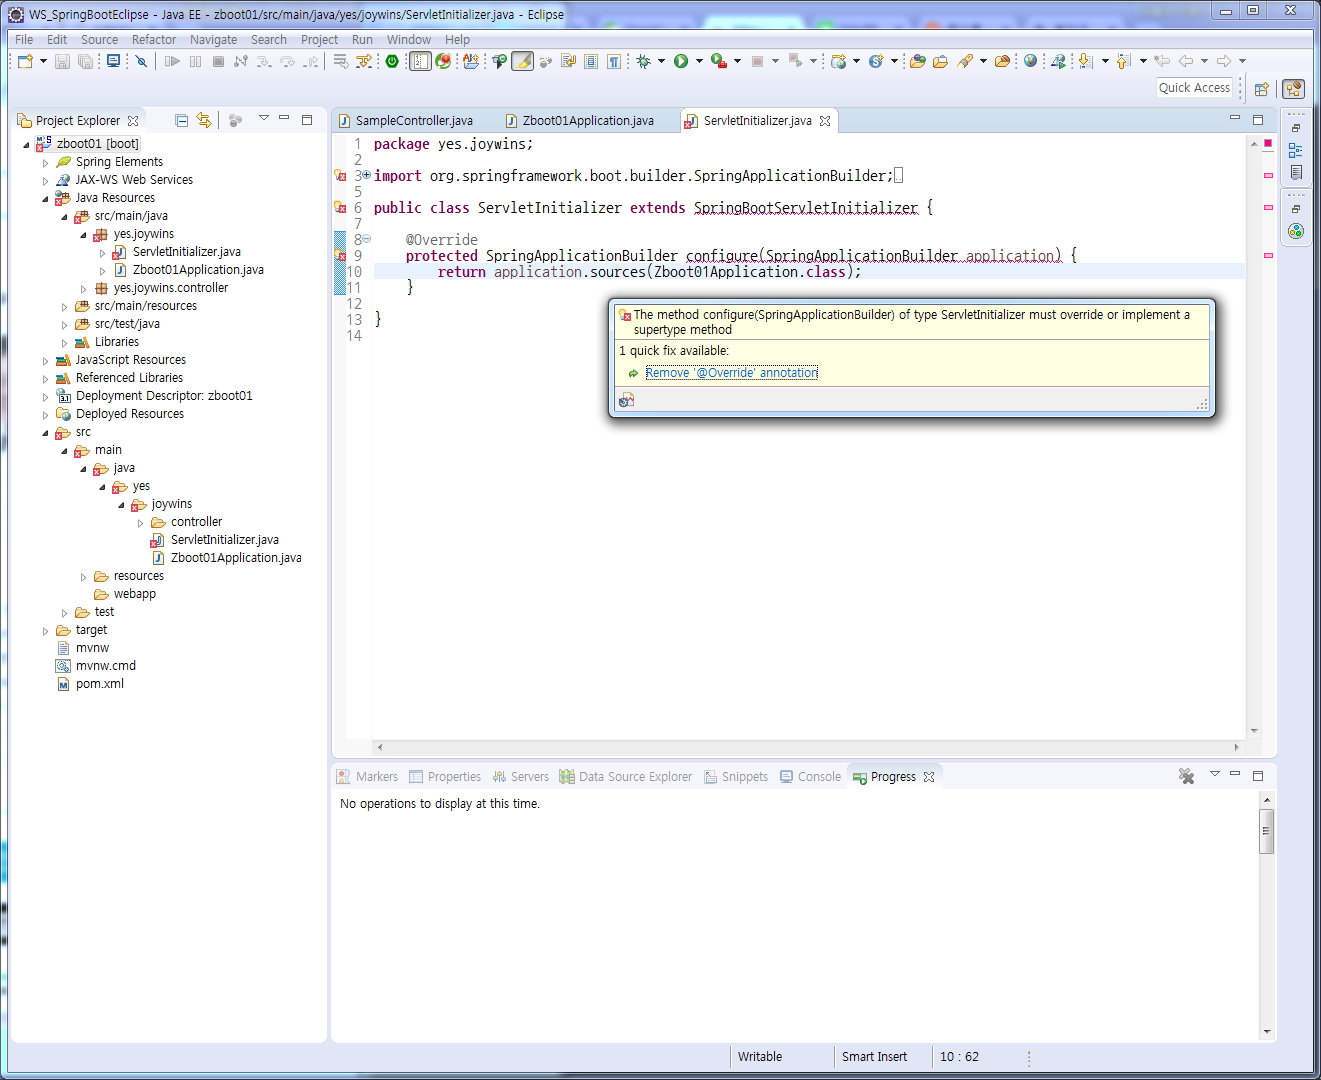 WS_SpringBootEclipse - Java EE - zboot01/src/main/java/yes/joywins/ServletInitializer.java - Eclipse
File Edit Source Refactor Navigate Search Project Run Window Help
Quick Access
Project Explorer
zboot01 [boot]
Spring Elements
JAX-WS Web Services
Java Resources
src/main/java
yes.joywins
ServletInitializer.java
Zboot01Application.java
yes.joywins.controller
src/main/resources
src/test/java
Libraries
JavaScript Resources
Referenced Libraries
Deployment Descriptor: zboot01
Deployed Resources
src
main
java
yes
joywins
controller
ServletInitializer.java
Zboot01Application.java
resources
webapp
test
target
mvnw
mvnw.cmd
pom.xml
SampleController.java Zboot01Application.java ServletInitializer.java
1 package yes.joywins;
2
3 import org.springframework.boot.builder.SpringApplicationBuilder;
5
6 public class ServletInitializer extends SpringBootServletInitializer {
7
8 @Override
9 protected SpringApplicationBuilder configure(SpringApplicationBuilder application) {
10 return application.sources(Zboot01Application.class);
11 }
12
13 }
14
The method configure(SpringApplicationBuilder) of type ServletInitializer must override or implement a
supertype method
1 quick fix available:
Remove '@Override' annotation
Markers Properties Servers Data Source Explorer Snippets Console Progress
No operations to display at this time.
Writable Smart Insert 10 : 62